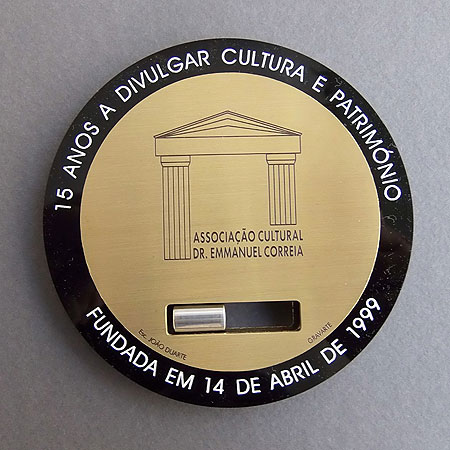 15 ANOS A DIVULGAR CULTURA E PATRIMÓNIO
ASSOCIAÇÃO CULTURAL
DR. EMMANUEL CORREIA
Esc. JOÃO DUARTE
GRAVARTE
FUNDADA EM 14 DE ABRIL DE 1999